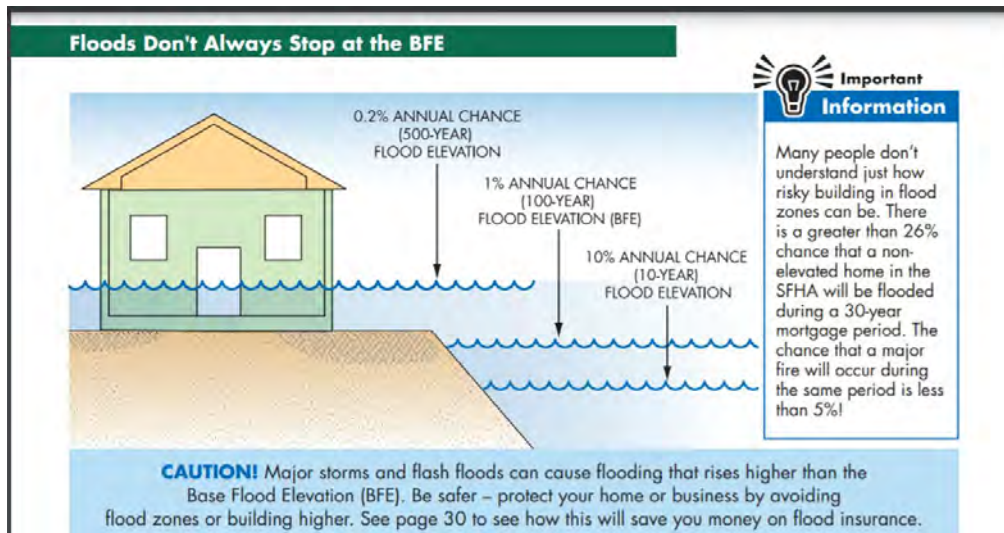 Floods Don't Always Stop at the BFE
0.2% ANNUAL CHANCE
(500-YEAR)
FLOOD ELEVATION
1% ANNUAL CHANCE
(100-YEAR)
FLOOD ELEVATION (BFE)
10% ANNUAL CHANCE
(10-YEAR)
FLOOD ELEVATION
Important
Information
Many people don't
understand just how
risky building in flood
zones can be. There
is a greater than 26%
chance that a non-
elevated home in the
SFHA will be flooded
during a 30-year
mortgage period. The
chance that a major
fire will occur during
the same period is less
than 5%!
CAUTION! Major storms and flash floods can cause flooding that rises higher than the
Base Flood Elevation (BFE). Be safer – protect your home or business by avoiding
flood zones or building higher. See page 30 to see how this will save you money on flood insurance.